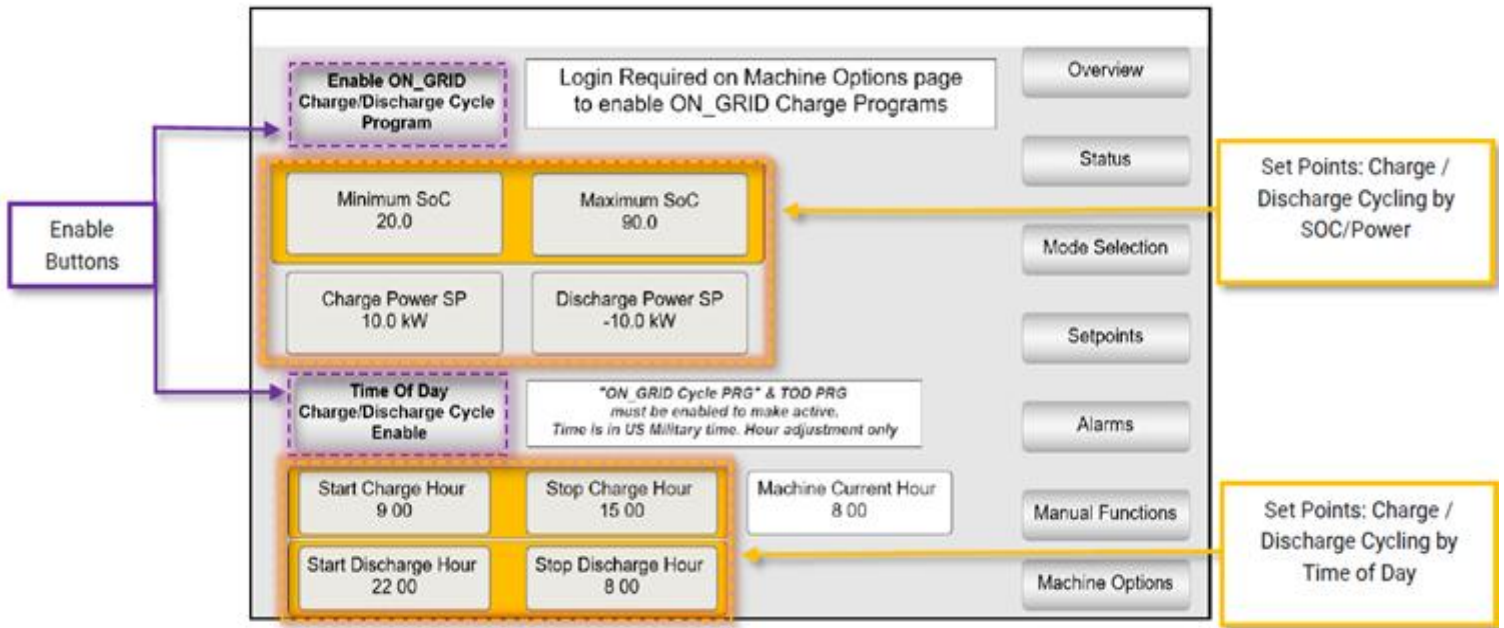 Enable ON_GRID
Charge/Discharge Cycle
Program
Login Required on Machine Options page
to enable ON_GRID Charge Programs
Overview
Status
Minimum SoC
20.0
Maximum SoC
90.0
Set Points: Charge /
Discharge Cycling by
SOC/Power
Enable
Buttons
Mode Selection
Charge Power SP
10.0 kW
Discharge Power SP
-10.0 kW
Setpoints
Time Of Day
Charge/Discharge Cycle
Enable
"ON_GRID Cycle PRG" & TOD PRG
must be enabled to make active.
Time is in US Military time. Hour adjustment only
Alarms
Start Charge Hour
9 00
Stop Charge Hour
15 00
Machine Current Hour
8 00
Manual Functions
Set Points: Charge /
Discharge Cycling by
Time of Day
Start Discharge Hour
22 00
Stop Discharge Hour
8 00
Machine Options